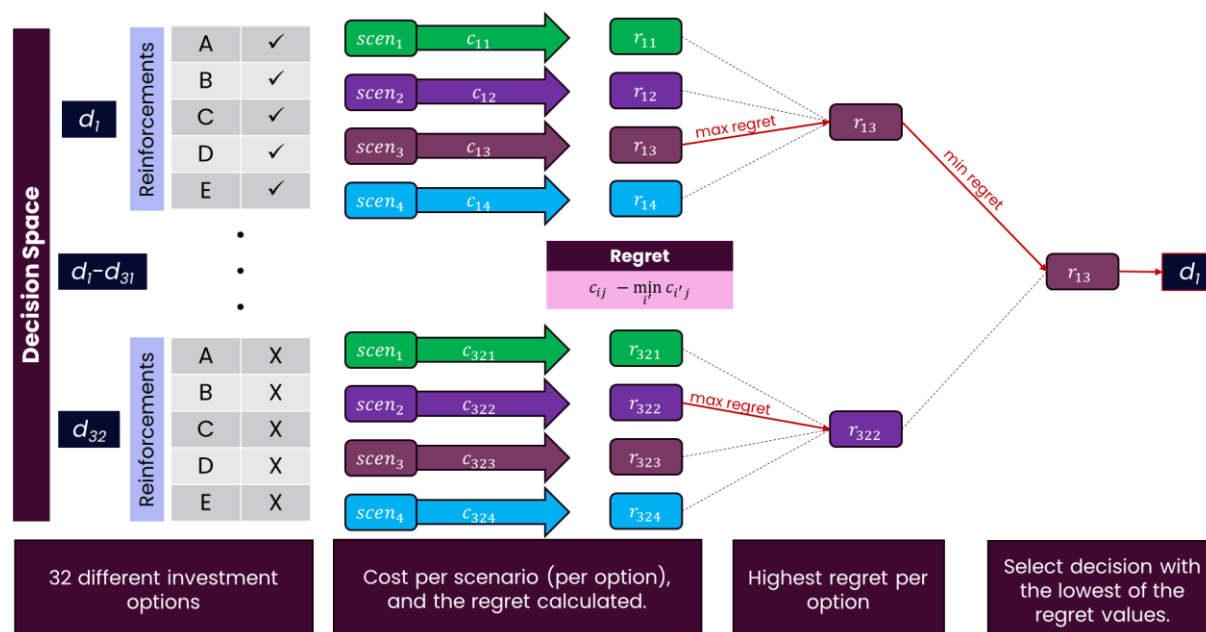 Decision Space
d₁
Reinforcements
A ✓
B ✓
C ✓
D ✓
E ✓
scen₁ c₁₁ r₁₁
scen₂ c₁₂ r₁₂
scen₃ c₁₃ r₁₃
scen₄ c₁₄ r₁₄
max regret
r₁₃
min regret
d₁-d₃₁
Regret
cᵢⱼ − min c_{i′j}
i′
r₁₃
d₁
d₃₂
Reinforcements
A X
B X
C X
D X
E X
scen₁ c₃₂₁ r₃₂₁
scen₂ c₃₂₂ r₃₂₂
scen₃ c₃₂₃ r₃₂₃
scen₄ c₃₂₄ r₃₂₄
max regret
r₃₂₂
32 different investment
options
Cost per scenario (per option),
and the regret calculated.
Highest regret per
option
Select decision with
the lowest of the
regret values.